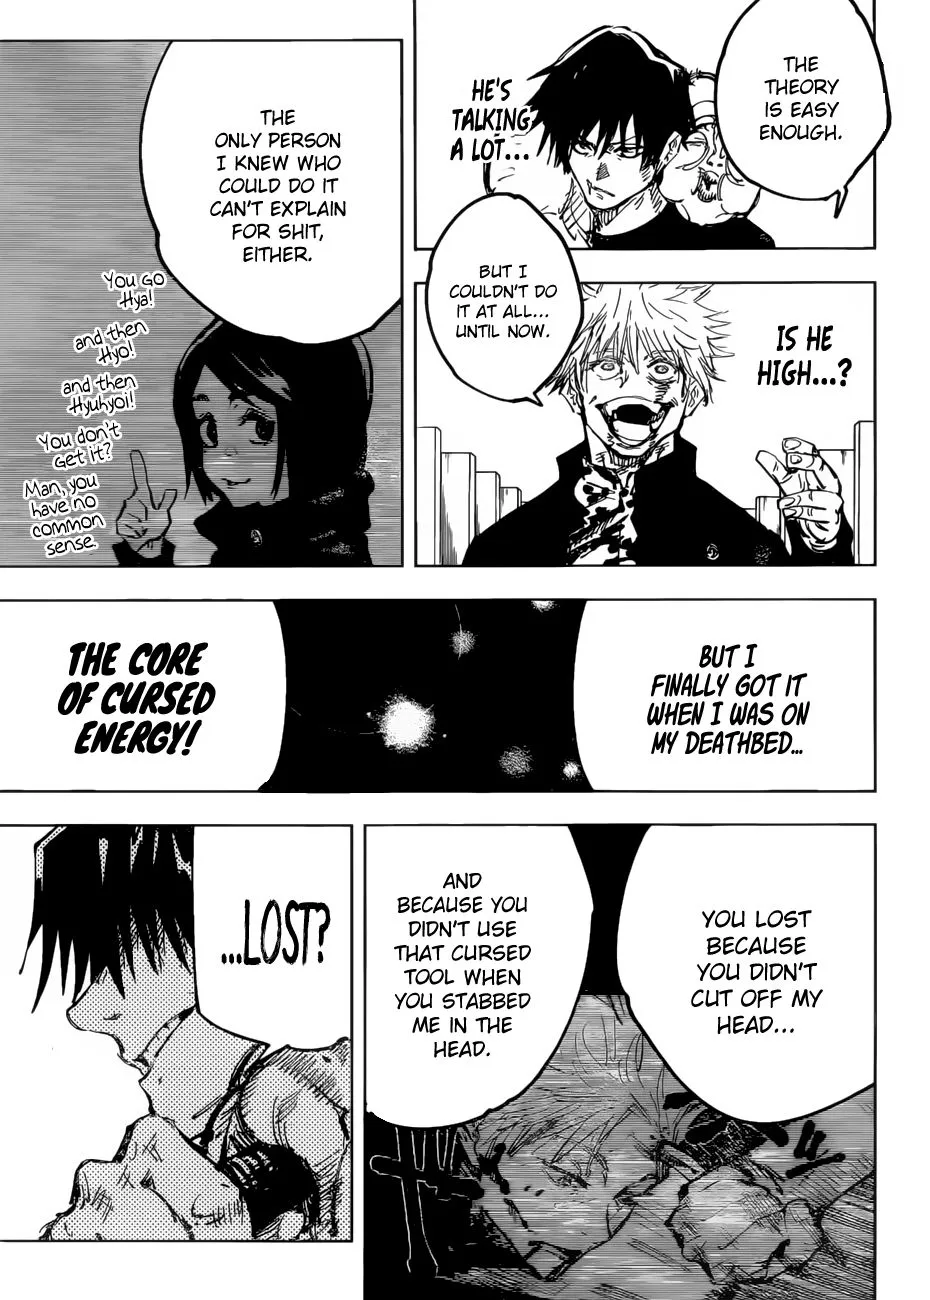 THE
THEORY
IS EASY
ENOUGH.
HE'S
TALKING
A LOT...
IS HE
HIGH...?
BUT I
COULDN'T DO
IT AT ALL...
UNTIL NOW.
THE
ONLY PERSON
I KNEW WHO
COULD DO IT
CAN'T EXPLAIN
FOR SHIT,
EITHER.
You go
Hya!
and then
Hyo!
and then
Hyuhyoi!
You don't
get it?
Man, you
have no
common
sense.
BUT I
FINALLY GOT IT
WHEN I WAS ON
MY DEATHBED...
THE CORE
OF CURSED
ENERGY!
YOU LOST
BECAUSE
YOU DIDN'T
CUT OFF MY
HEAD...
AND
BECAUSE YOU
DIDN'T USE
THAT CURSED
TOOL WHEN
YOU STABBED
ME IN THE
HEAD.
...LOST?